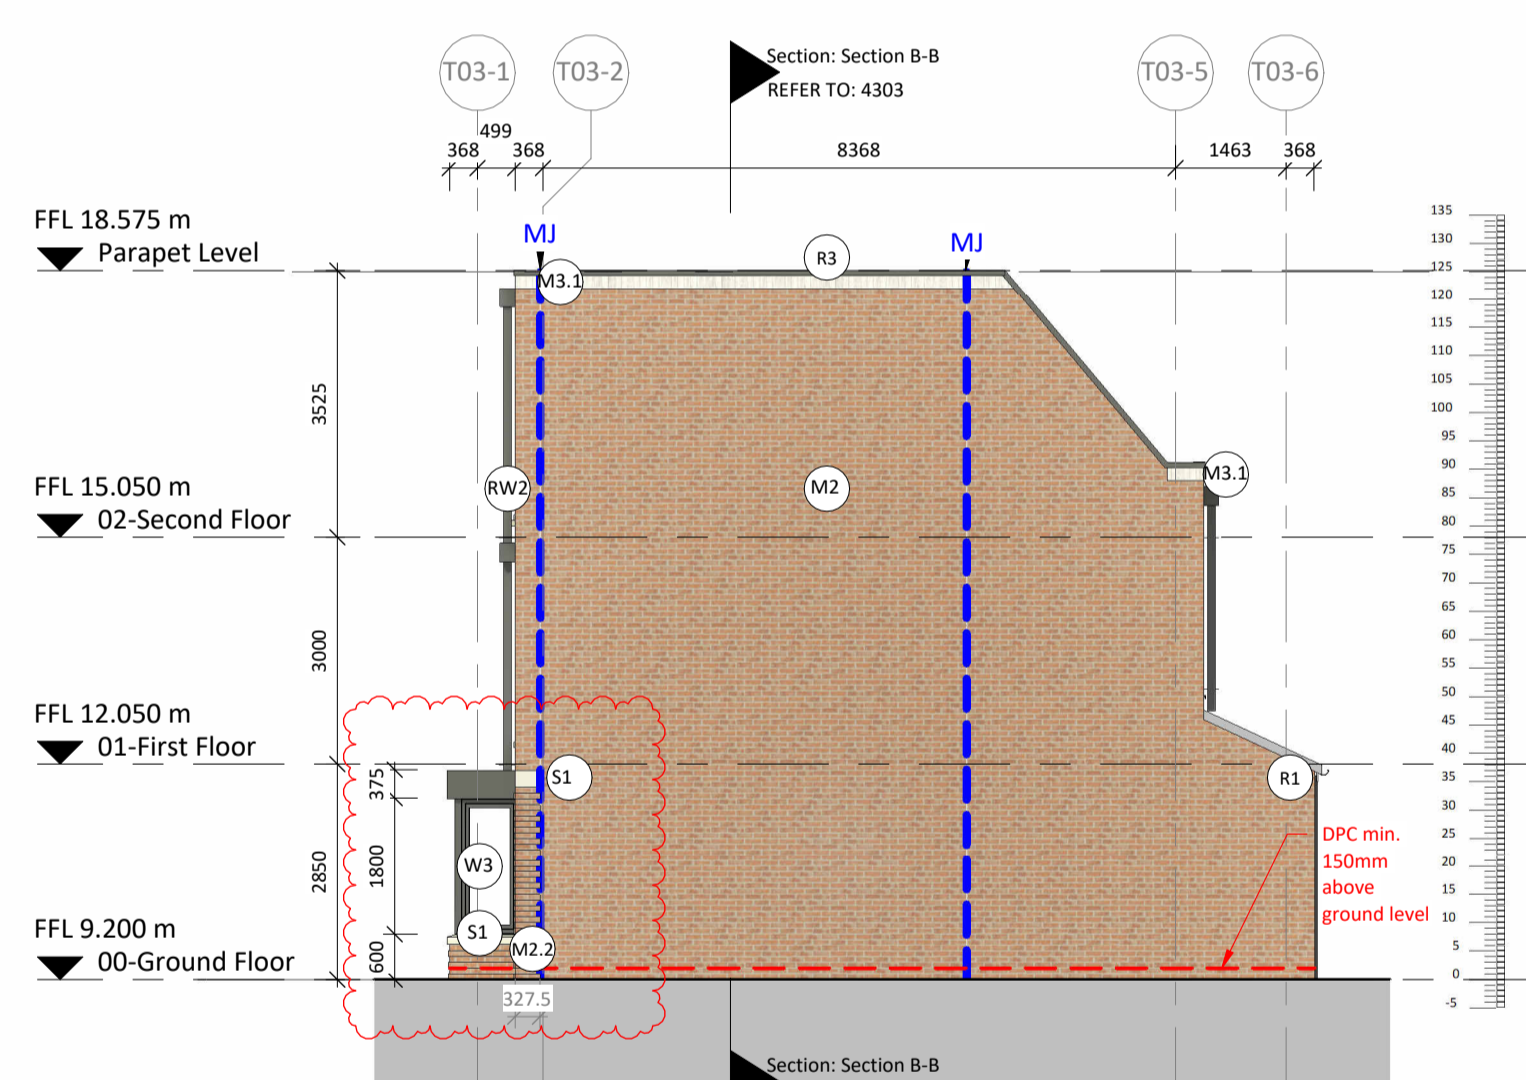 T03-1
T03-2
Section: Section B-B
REFER TO: 4303
T03-5
T03-6
499
368
368
8368
1463
368
FFL 18.575 m
Parapet Level
MJ
MJ
R3
M3.1
3525
RW2
M2
M3.1
FFL 15.050 m
02-Second Floor
3000
FFL 12.050 m
01-First Floor
375
S1
R1
2850
1800
W3
DPC min.
150mm
above
ground level
S1
M2.2
FFL 9.200 m
00-Ground Floor
600
327.5
Section: Section B-B
135
130
125
120
115
110
105
100
95
90
85
80
75
70
65
60
55
50
45
40
35
30
25
20
15
10
5
0
-5